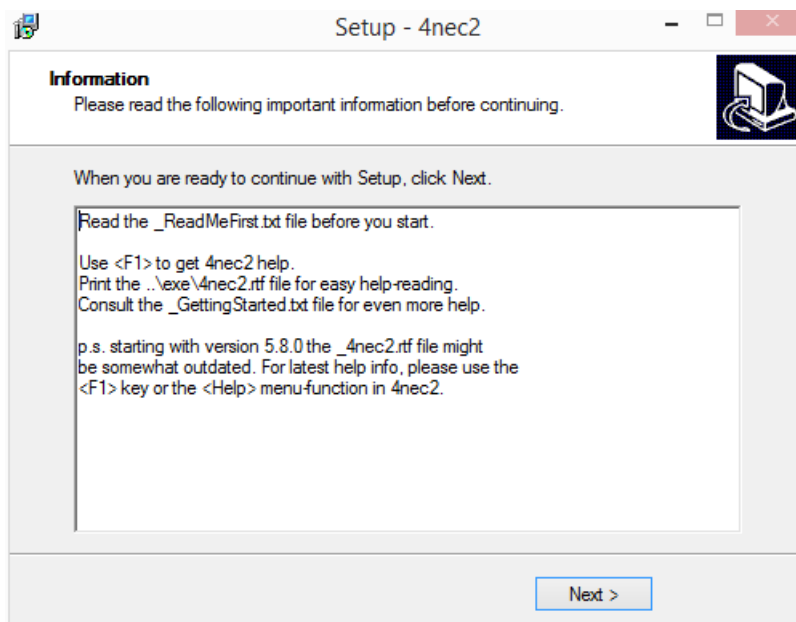 Setup - 4nec2
Information
Please read the following important information before continuing.
When you are ready to continue with Setup, click Next.
Read the _ReadMeFirst.txt file before you start.
Use <F1> to get 4nec2 help.
Print the ..\exe\4nec2.rtf file for easy help-reading.
Consult the _GettingStarted.txt file for even more help.
p.s. starting with version 5.8.0 the _4nec2.rtf file might
be somewhat outdated. For latest help info, please use the
<F1> key or the <Help> menu-function in 4nec2.
Next >